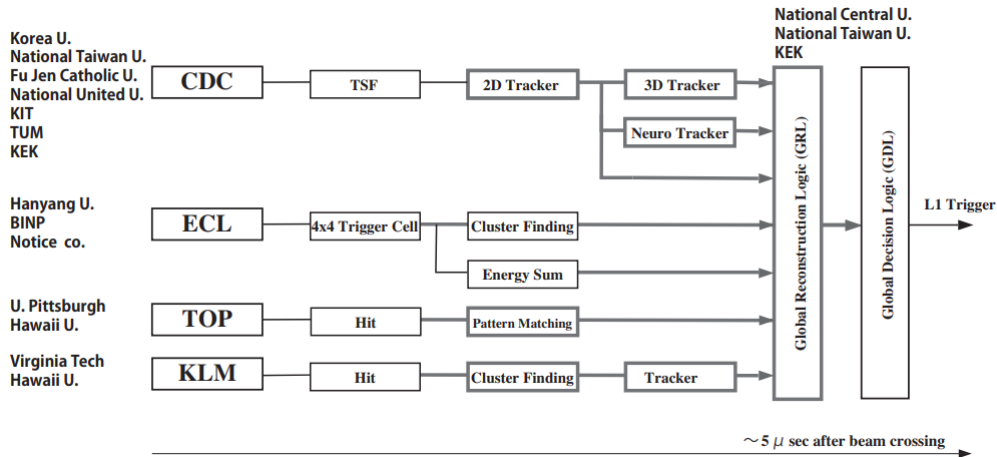 National Central U.
National Taiwan U.
KEK
Korea U.
National Taiwan U.
Fu Jen Catholic U.
National United U.
KIT
TUM
KEK
CDC
TSF
2D Tracker
3D Tracker
Neuro Tracker
Hanyang U.
BINP
Notice co.
ECL
4x4 Trigger Cell
Cluster Finding
Energy Sum
U. Pittsburgh
Hawaii U.
TOP
Hit
Pattern Matching
Virginia Tech
Hawaii U.
KLM
Hit
Cluster Finding
Tracker
Global Reconstruction Logic (GRL)
Global Decision Logic (GDL)
L1 Trigger
～5 μ sec after beam crossing